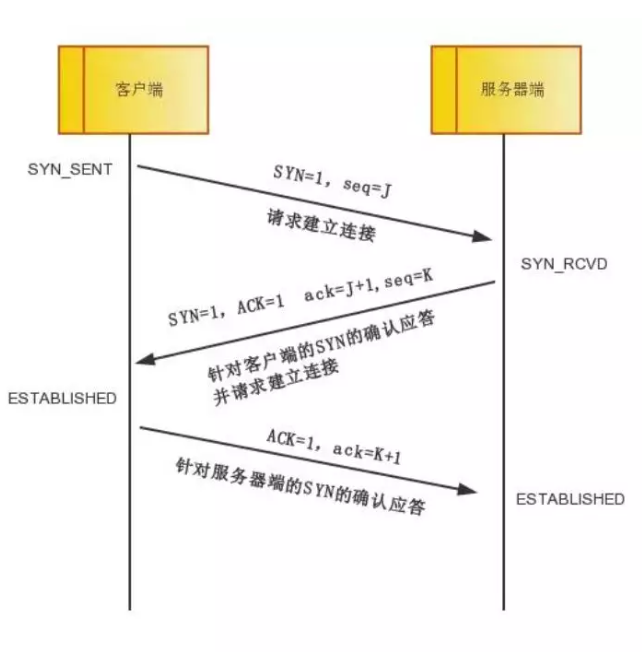 客户端
服务器端
SYN_SENT
SYN=1, seq=J
请求建立连接
SYN_RCVD
SYN=1, ACK=1 ack=J+1,seq=K
针对客户端的SYN的确认应答
并请求建立连接
ESTABLISHED
ACK=1, ack=K+1
针对服务器端的SYN的确认应答
ESTABLISHED